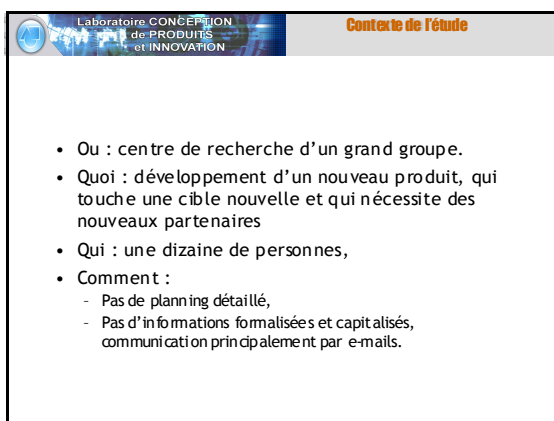 Laboratoire CONCEPTION
de PRODUITS
et INNOVATION
Contexte de l'étude
• Ou : centre de recherche d'un grand groupe.
• Quoi : développement d'un nouveau produit, qui
touche une cible nouvelle et qui nécessite des
nouveaux partenaires
• Qui : une dizaine de personnes,
• Comment :
– Pas de planning détaillé,
– Pas d'informations formalisées et capitalisés,
communication principalement par e-mails.